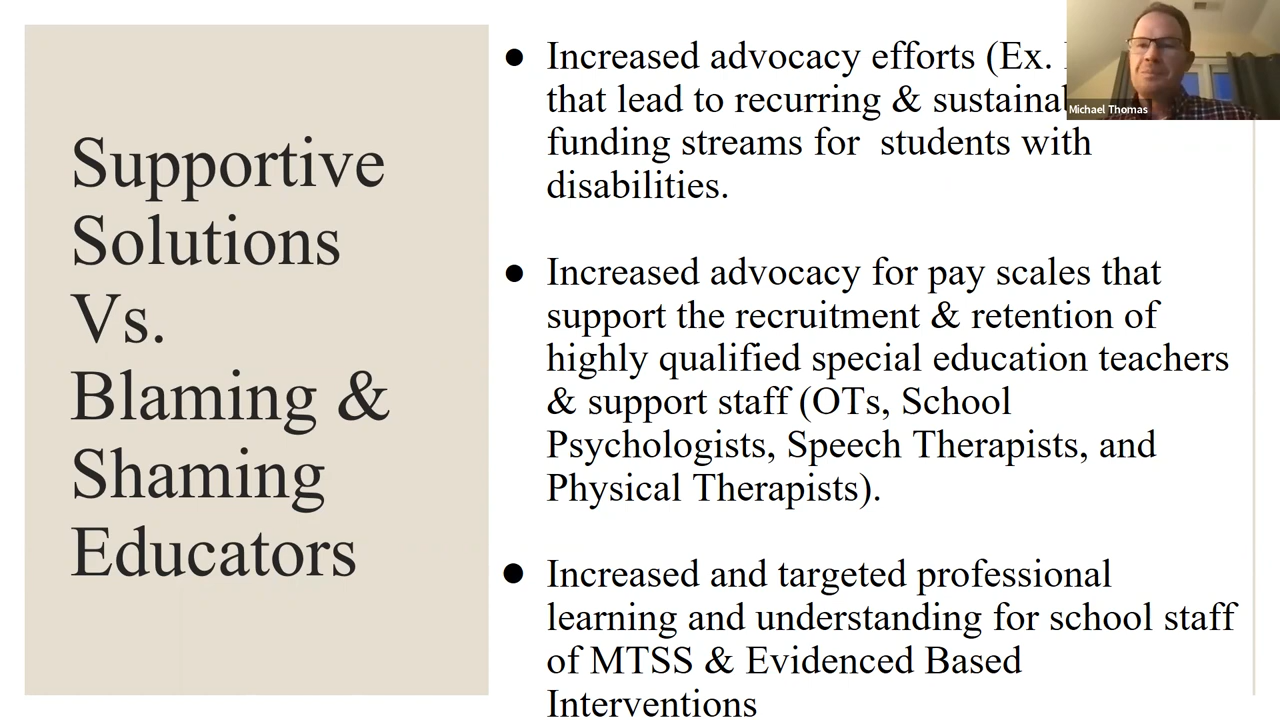 Supportive
Solutions
Vs.
Blaming &
Shaming
Educators
● Increased advocacy efforts (Ex.
that lead to recurring &
funding streams for  students with
disabilities.
● Increased advocacy for pay scales that
support the recruitment & retention of
highly qualified special education teachers
& support staff (OTs, School
Psychologists, Speech Therapists, and
Physical Therapists).
● Increased and targeted professional
learning and understanding for school staff
of MTSS & Evidenced Based
Interventions
Michael Thomas